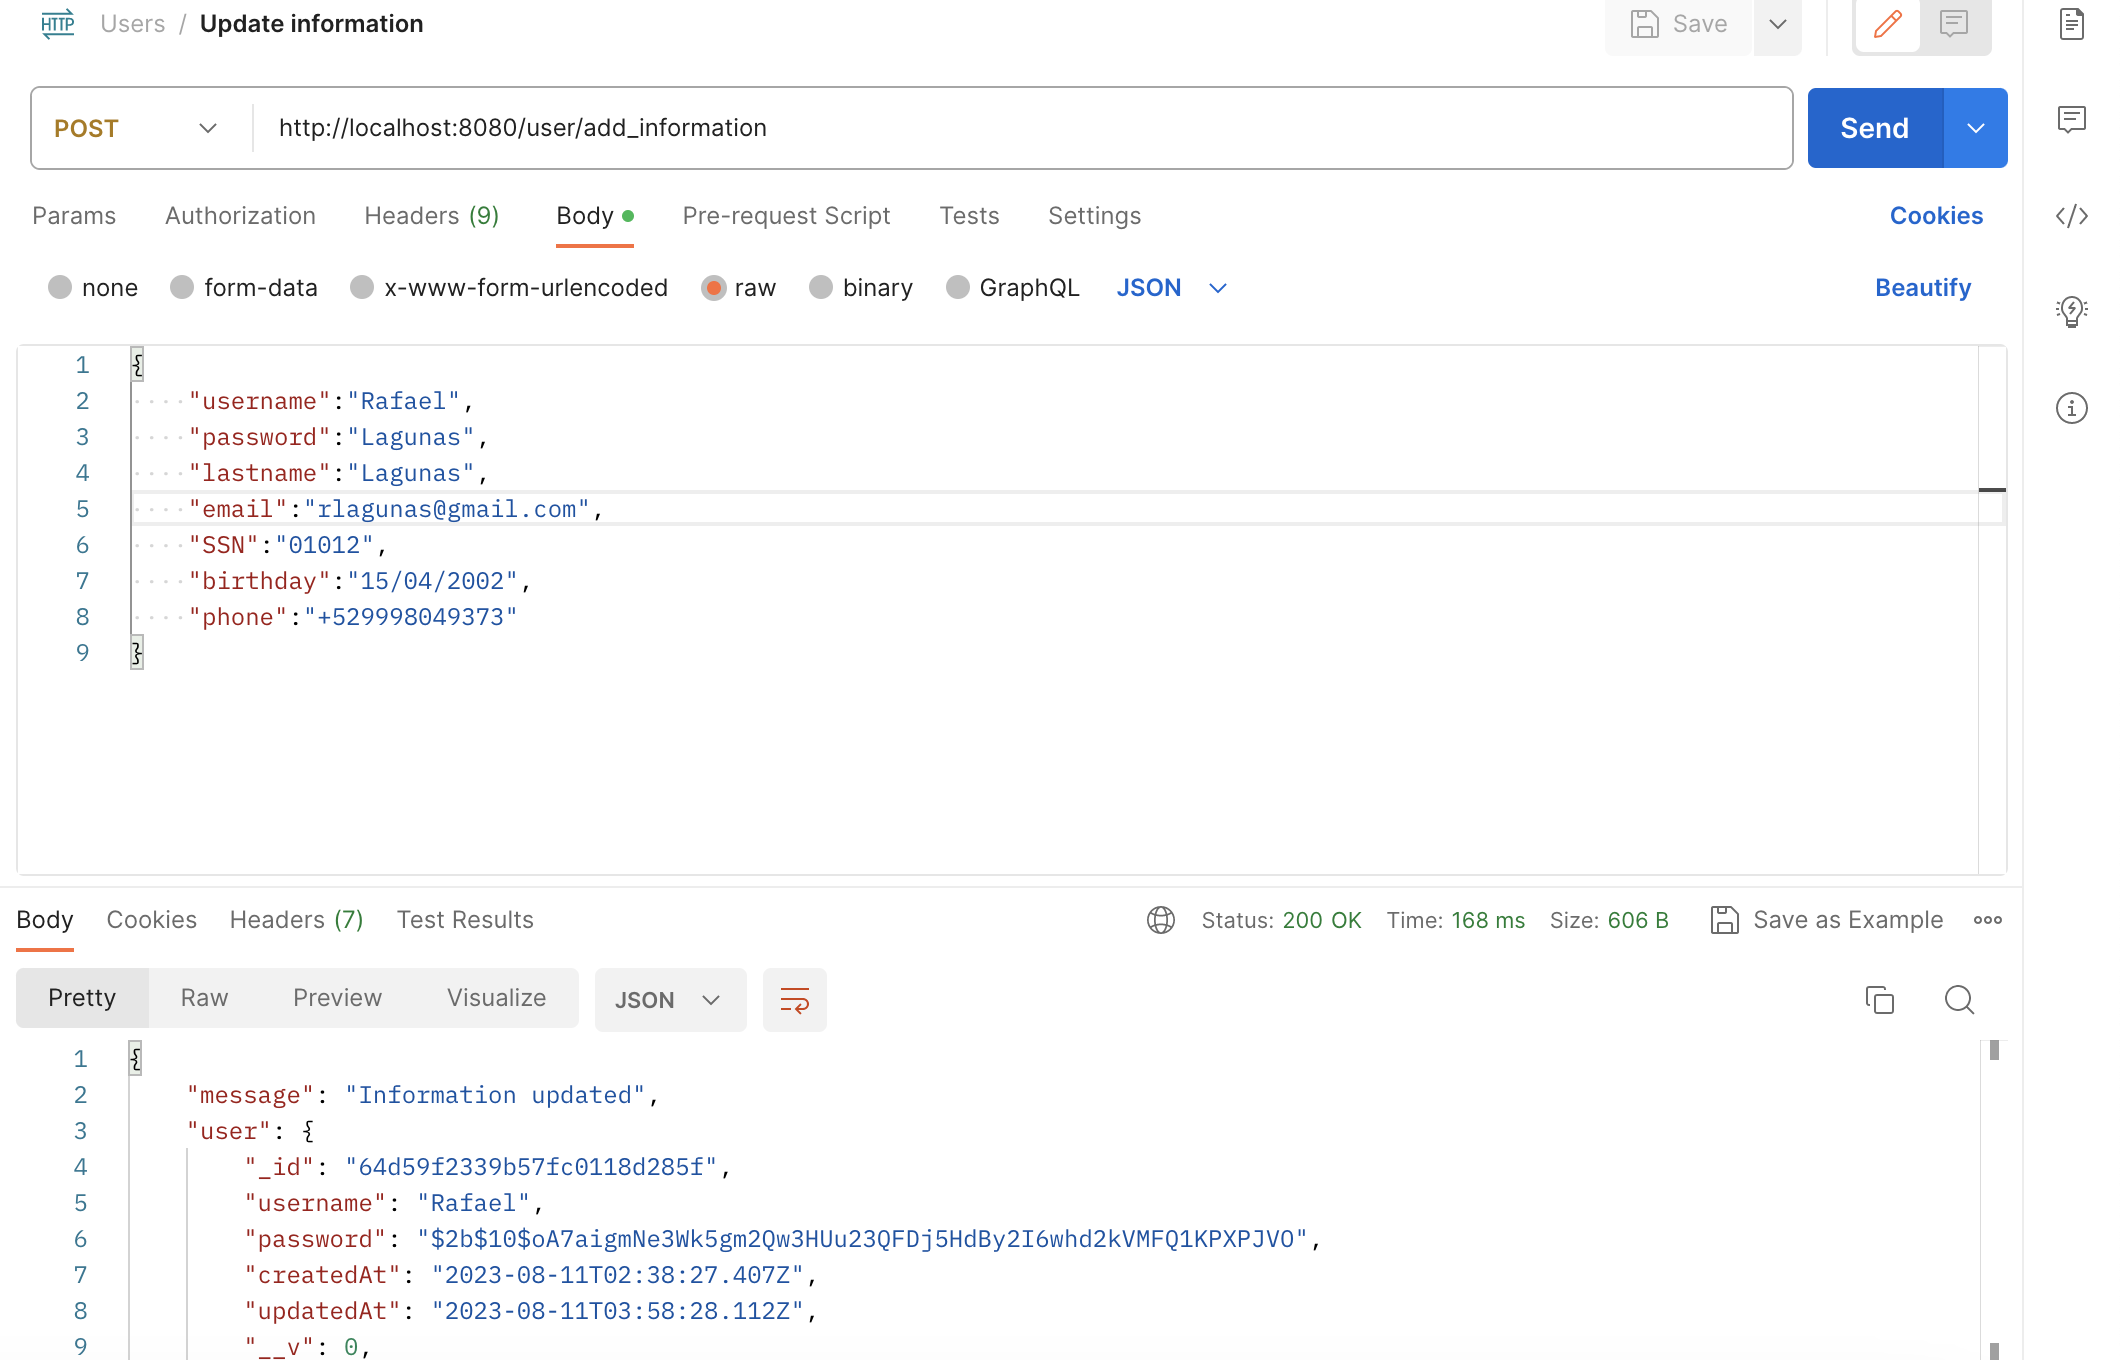 HTTP Users / Update information Save
POST http://localhost:8080/user/add_information Send
Params Authorization Headers (9) Body Pre-request Script Tests Settings Cookies
none form-data x-www-form-urlencoded raw binary GraphQL JSON Beautify
1 {
2 "username":"Rafael",
3 "password":"Lagunas",
4 "lastname":"Lagunas",
5 "email":"rlagunas@gmail.com",
6 "SSN":"01012",
7 "birthday":"15/04/2002",
8 "phone":"+529998049373"
9 }
Body Cookies Headers (7) Test Results Status: 200 OK Time: 168 ms Size: 606 B Save as Example
Pretty Raw Preview Visualize JSON
1 {
2 "message": "Information updated",
3 "user": {
4 "_id": "64d59f2339b57fc0118d285f",
5 "username": "Rafael",
6 "password": "$2b$10$oA7aigmNe3Wk5gm2Qw3HUu23QFDj5HdBy2I6whd2kVMFQ1KPXPJVO",
7 "createdAt": "2023-08-11T02:38:27.407Z",
8 "updatedAt": "2023-08-11T03:58:28.112Z",
9 "__v": 0,